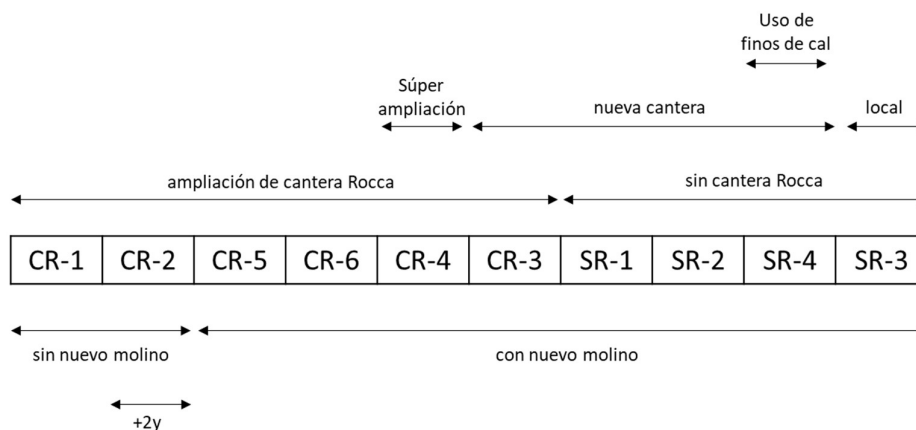 Uso de
finos de cal
Súper
ampliación
nueva cantera
local
ampliación de cantera Rocca
sin cantera Rocca
CR-1 CR-2 CR-5 CR-6 CR-4 CR-3 SR-1 SR-2 SR-4 SR-3
sin nuevo molino
con nuevo molino
+2y